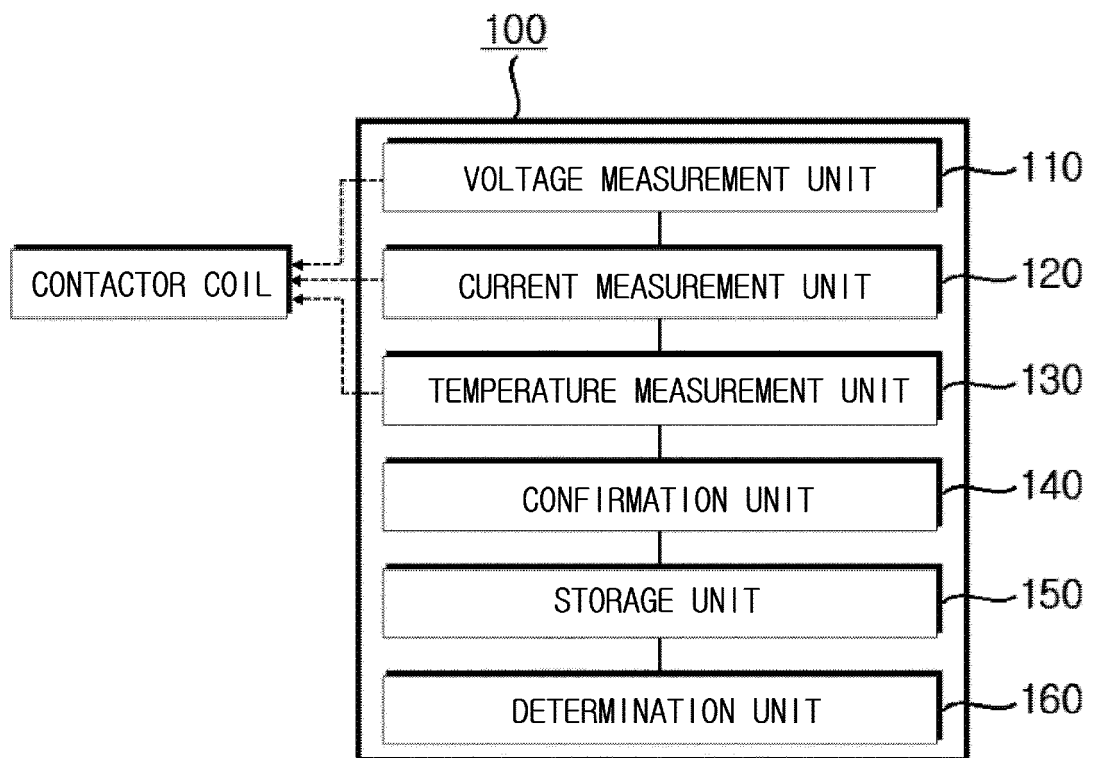 100
VOLTAGE MEASUREMENT UNIT
110
CONTACTOR COIL
CURRENT MEASUREMENT UNIT
120
TEMPERATURE MEASUREMENT UNIT
130
CONFIRMATION UNIT
140
STORAGE UNIT
150
DETERMINATION UNIT
160